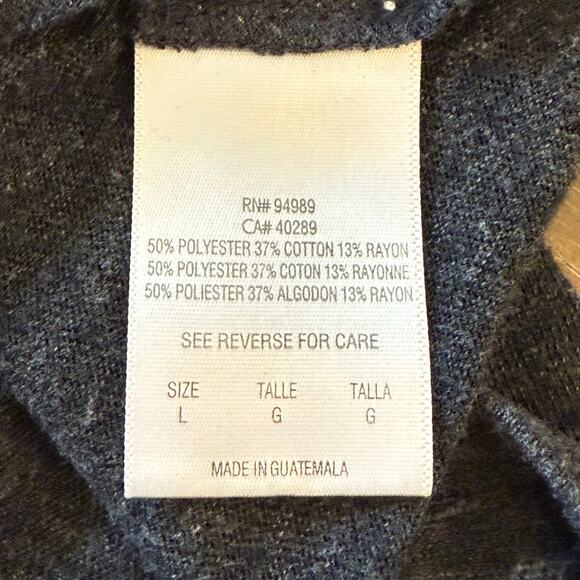 RN# 94989
CA# 40289
50% POLYESTER 37% COTTON 13% RAYON
50% POLYESTER 37% COTON 13% RAYONNE
50% POLIESTER 37% ALGODON 13% RAYON
SEE REVERSE FOR CARE
SIZE TALLE TALLA
L G G
MADE IN GUATEMALA